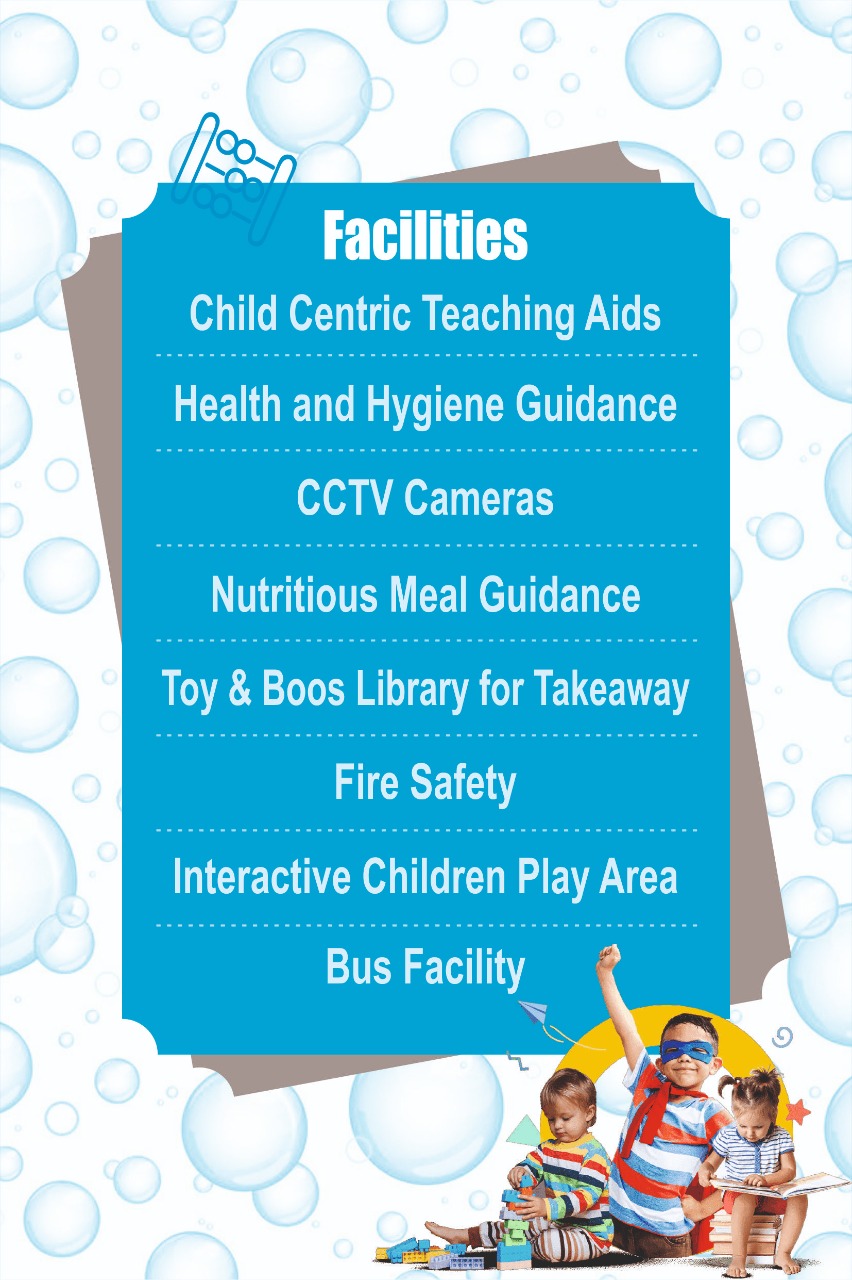 Facilities
Child Centric Teaching Aids
Health and Hygiene Guidance
CCTV Cameras
Nutritious Meal Guidance
Toy & Boos Library for Takeaway
Fire Safety
Interactive Children Play Area
Bus Facility